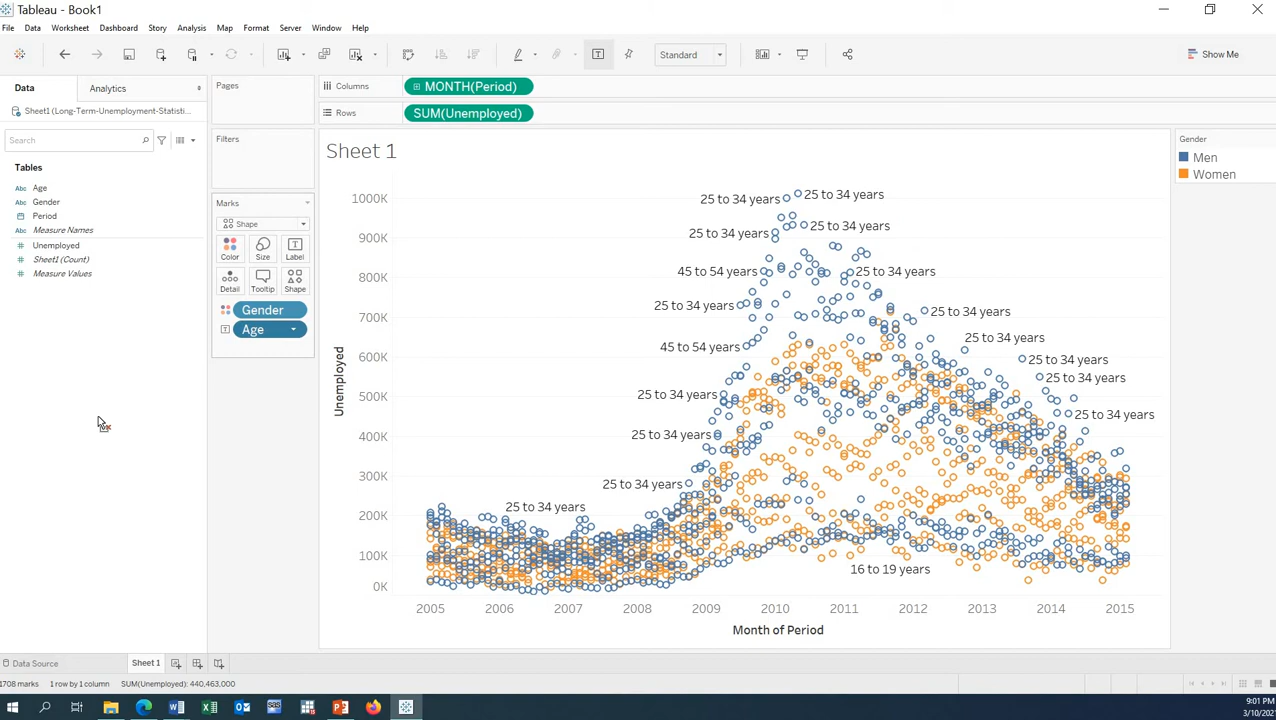 Tableau - Book1
File Data Worksheet Dashboard Story Analysis Map Format Server Window Help
Standard
Show Me
Data Analytics
Sheet1 (Long-Term-Unemployment-Statisti...
Search
Tables
Abc Age
Abc Gender
Period
Abc Measure Names
# Unemployed
# Sheet1 (Count)
# Measure Values
Pages
Filters
Marks
Shape
Color Size Label
Detail Tooltip Shape
Gender
Age
Columns MONTH(Period)
Rows SUM(Unemployed)
Sheet 1
Unemployed
1000K
900K
800K
700K
600K
500K
400K
300K
200K
100K
0K
25 to 34 years
25 to 34 years
25 to 34 years
25 to 34 years
45 to 54 years
25 to 34 years
25 to 34 years
25 to 34 years
25 to 34 years
45 to 54 years
25 to 34 years
25 to 34 years
25 to 34 years
25 to 34 years
25 to 34 years
25 to 34 years
25 to 34 years
16 to 19 years
2005 2006 2007 2008 2009 2010 2011 2012 2013 2014 2015
Month of Period
Gender
Men
Women
Data Source Sheet 1
1708 marks 1 row by 1 column SUM(Unemployed): 440,463,000
9:01 PM